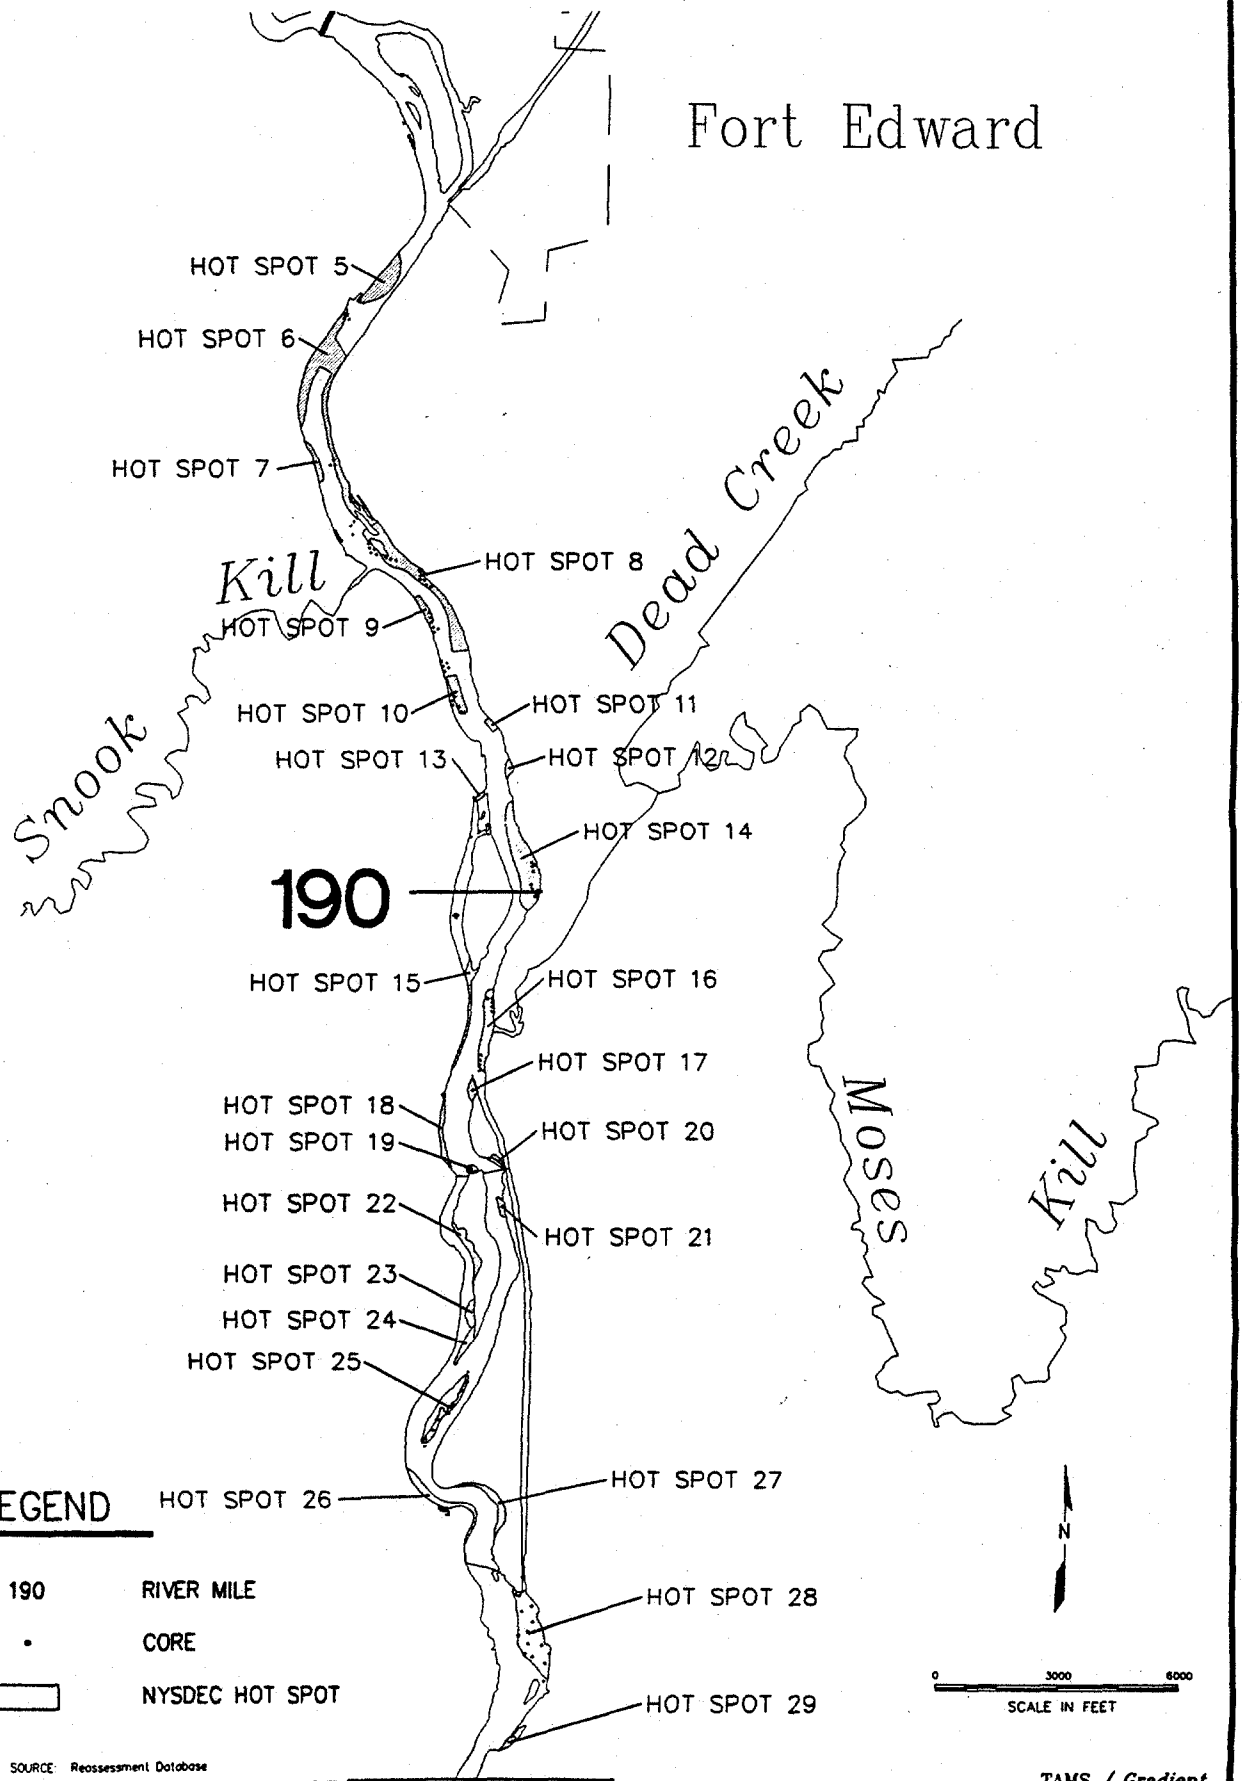 Fort Edward
HOT SPOT 5
HOT SPOT 6
Dead Creek
HOT SPOT 7
HOT SPOT 8
Snook Kill
HOT SPOT 9
HOT SPOT 10
HOT SPOT 11
HOT SPOT 13
HOT SPOT 12
HOT SPOT 14
190
HOT SPOT 15
HOT SPOT 16
HOT SPOT 17
HOT SPOT 18
HOT SPOT 19
HOT SPOT 20
Moses Kill
HOT SPOT 22
HOT SPOT 21
HOT SPOT 23
HOT SPOT 24
HOT SPOT 25
HOT SPOT 26
HOT SPOT 27
EGEND
N
190 RIVER MILE
HOT SPOT 28
CORE
NYSDEC HOT SPOT
HOT SPOT 29
0 3000 6000
SCALE IN FEET
SOURCE: Reassessment Database
TAMS / Gradient